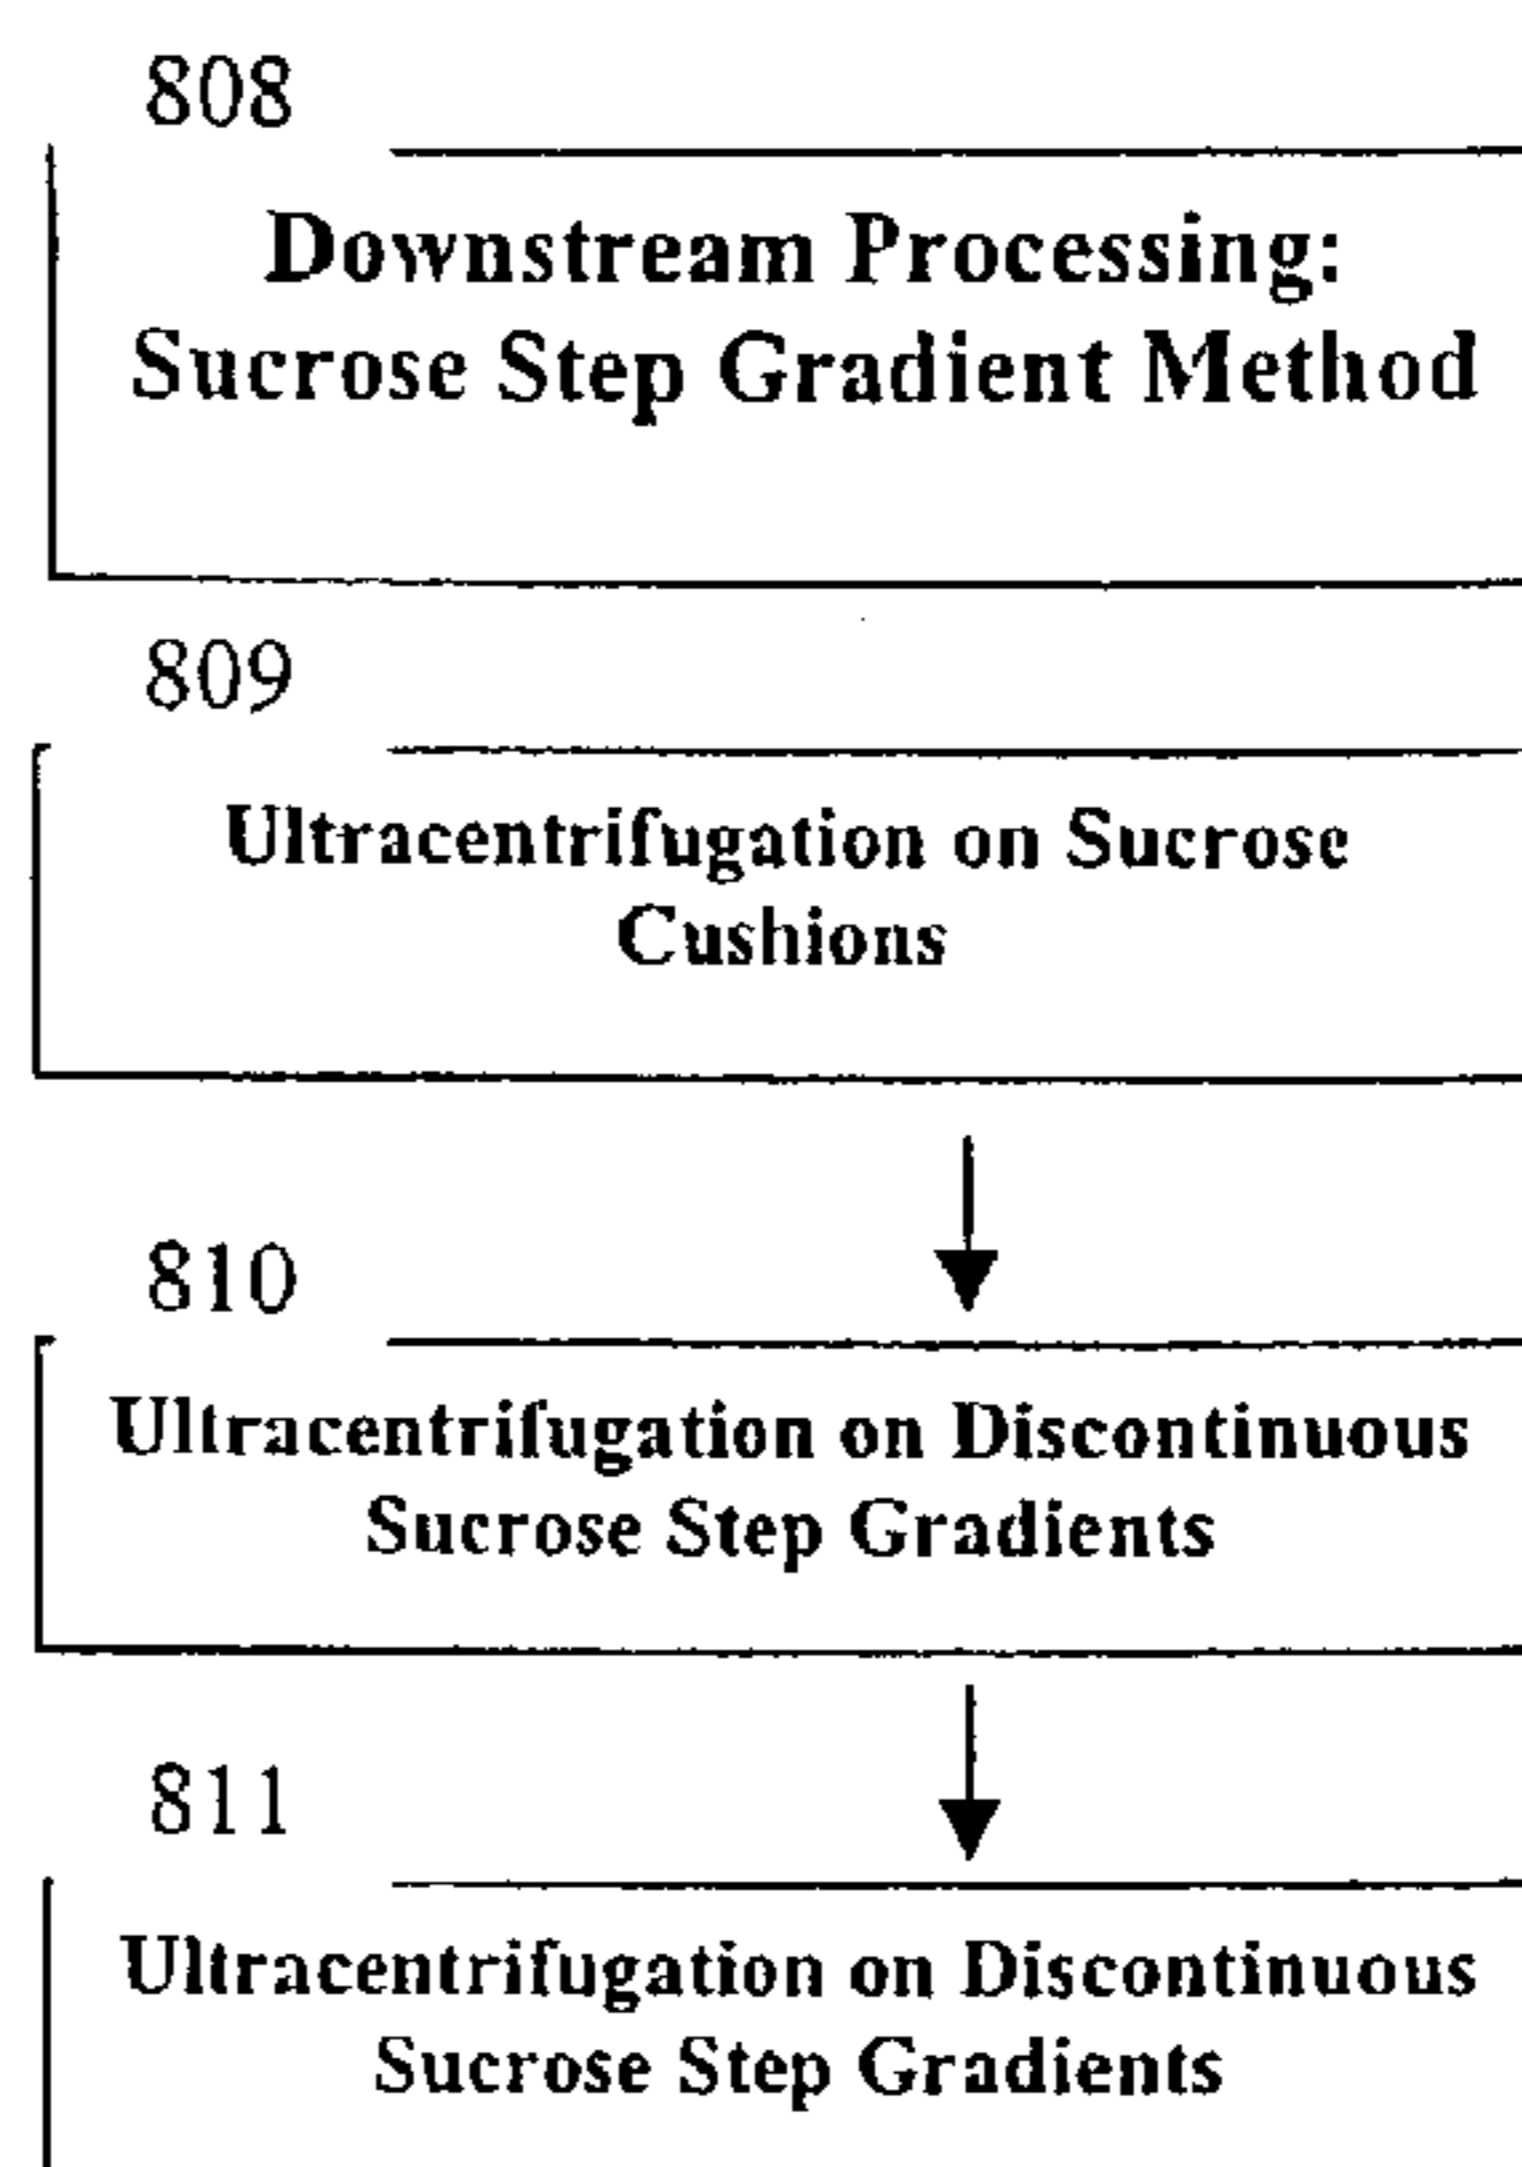 808
Downstream Processing:
Sucrose Step Gradient Method
809
Ultracentrifugation on Sucrose
Cushions
810
Ultracentrifugation on Discontinuous
Sucrose Step Gradients
811
Ultracentrifugation on Discontinuous
Sucrose Step Gradients